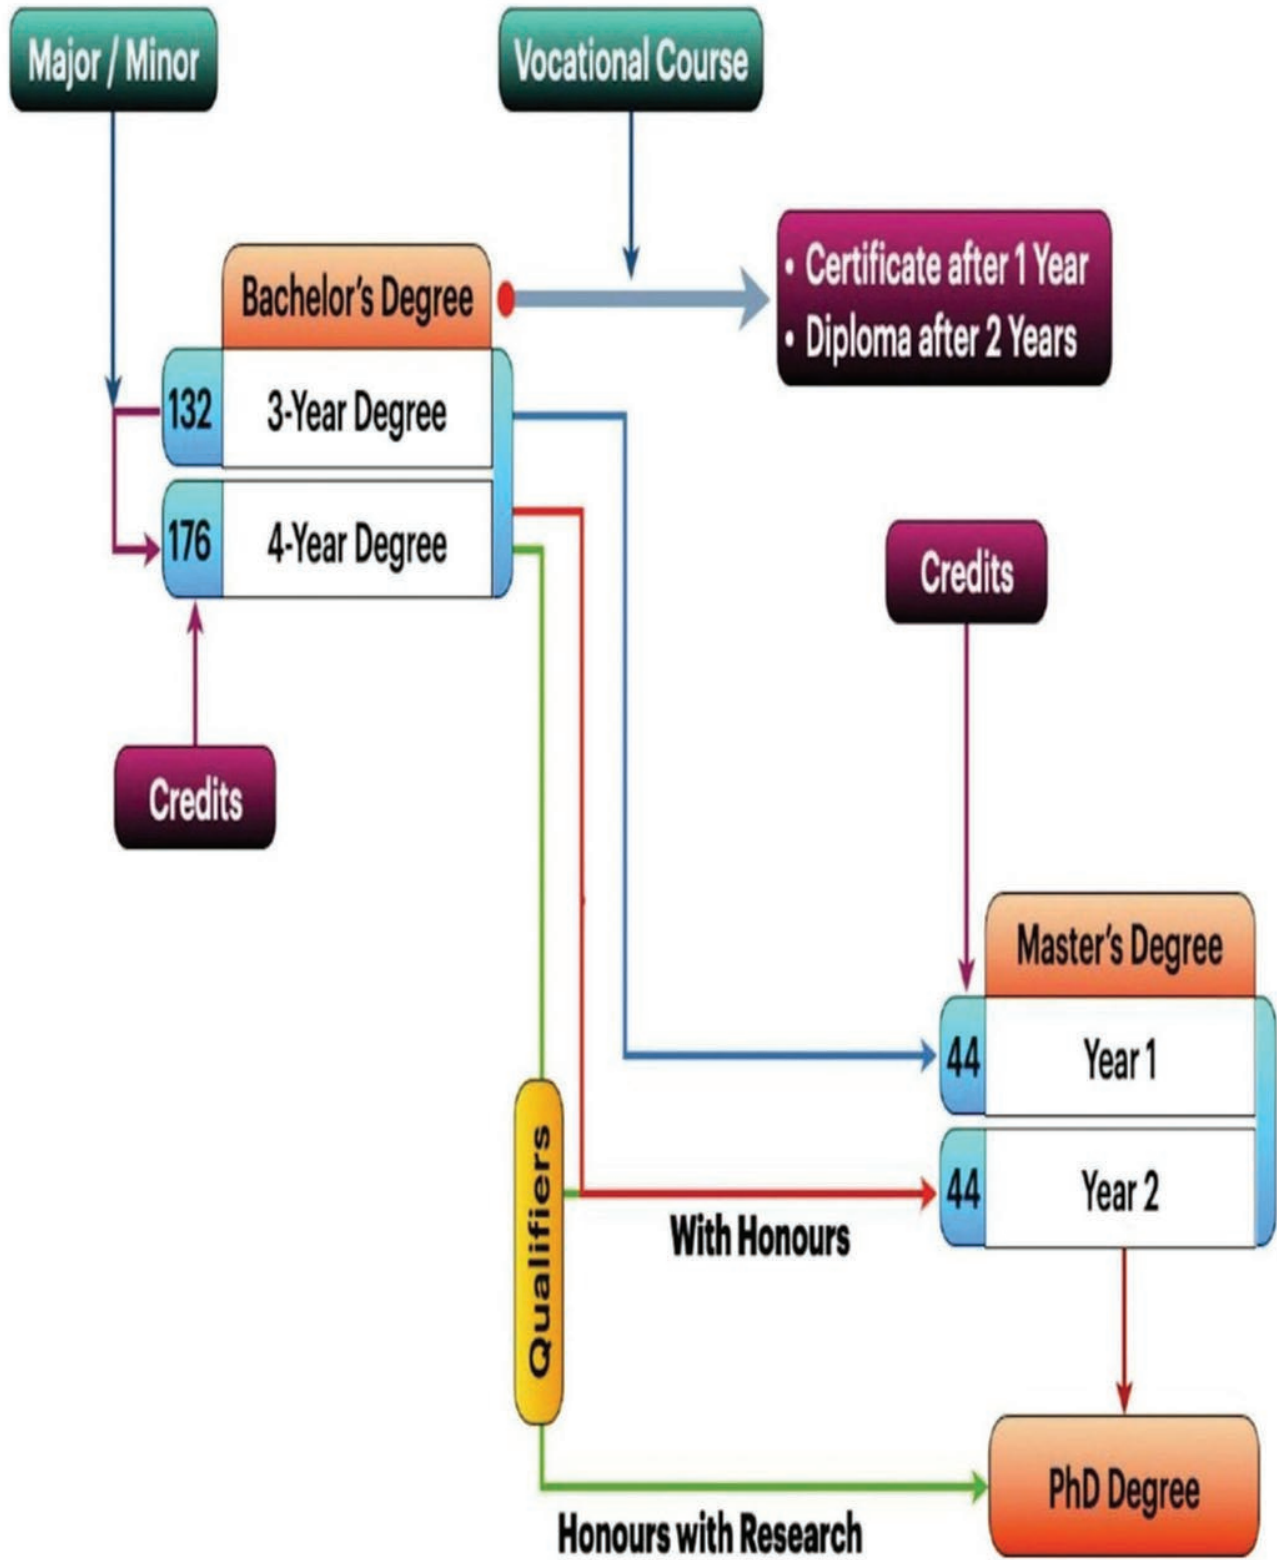 Major / Minor
Vocational Course
• Certificate after 1 Year
• Diploma after 2 Years
Bachelor's Degree
132
3-Year Degree
176
4-Year Degree
Credits
Credits
Master's Degree
44
Year 1
44
Year 2
With Honours
Qualifiers
PhD Degree
Honours with Research